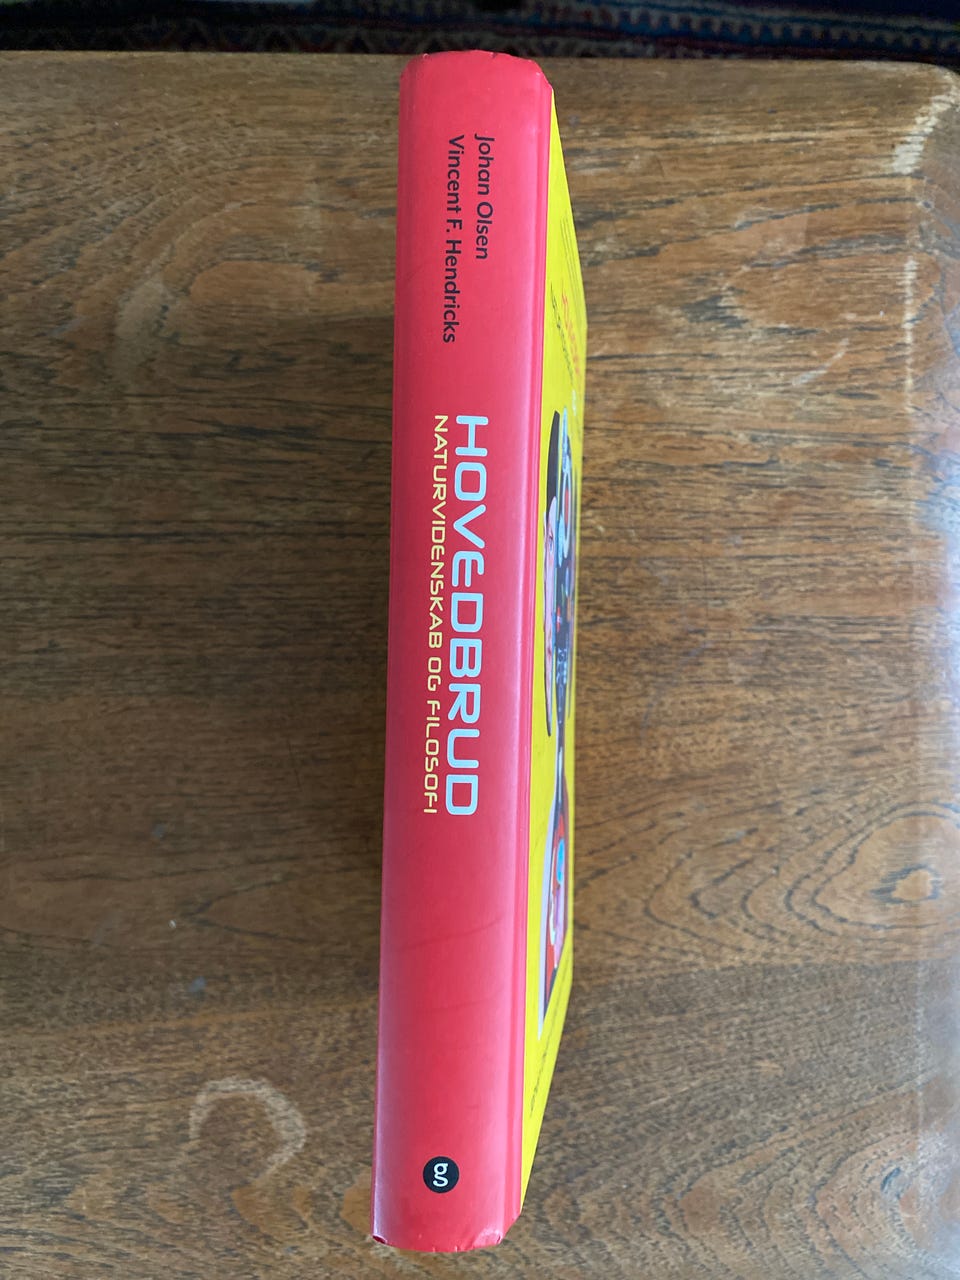 Johan Olsen
Vincent F. Hendricks
HOVEDBRUD
NATURVIDENSKAB OG FILOSOFI
g